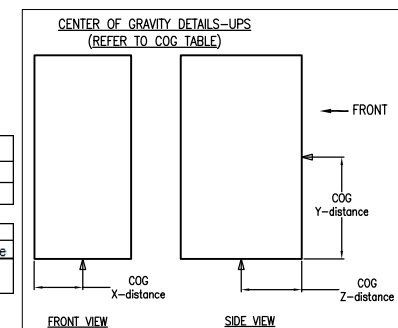 CENTER OF GRAVITY DETAILS-UPS
(REFER TO COG TABLE)
FRONT
COG
Y-distance
COG
X-distance
COG
Z-distance
FRONT VIEW
SIDE VIEW